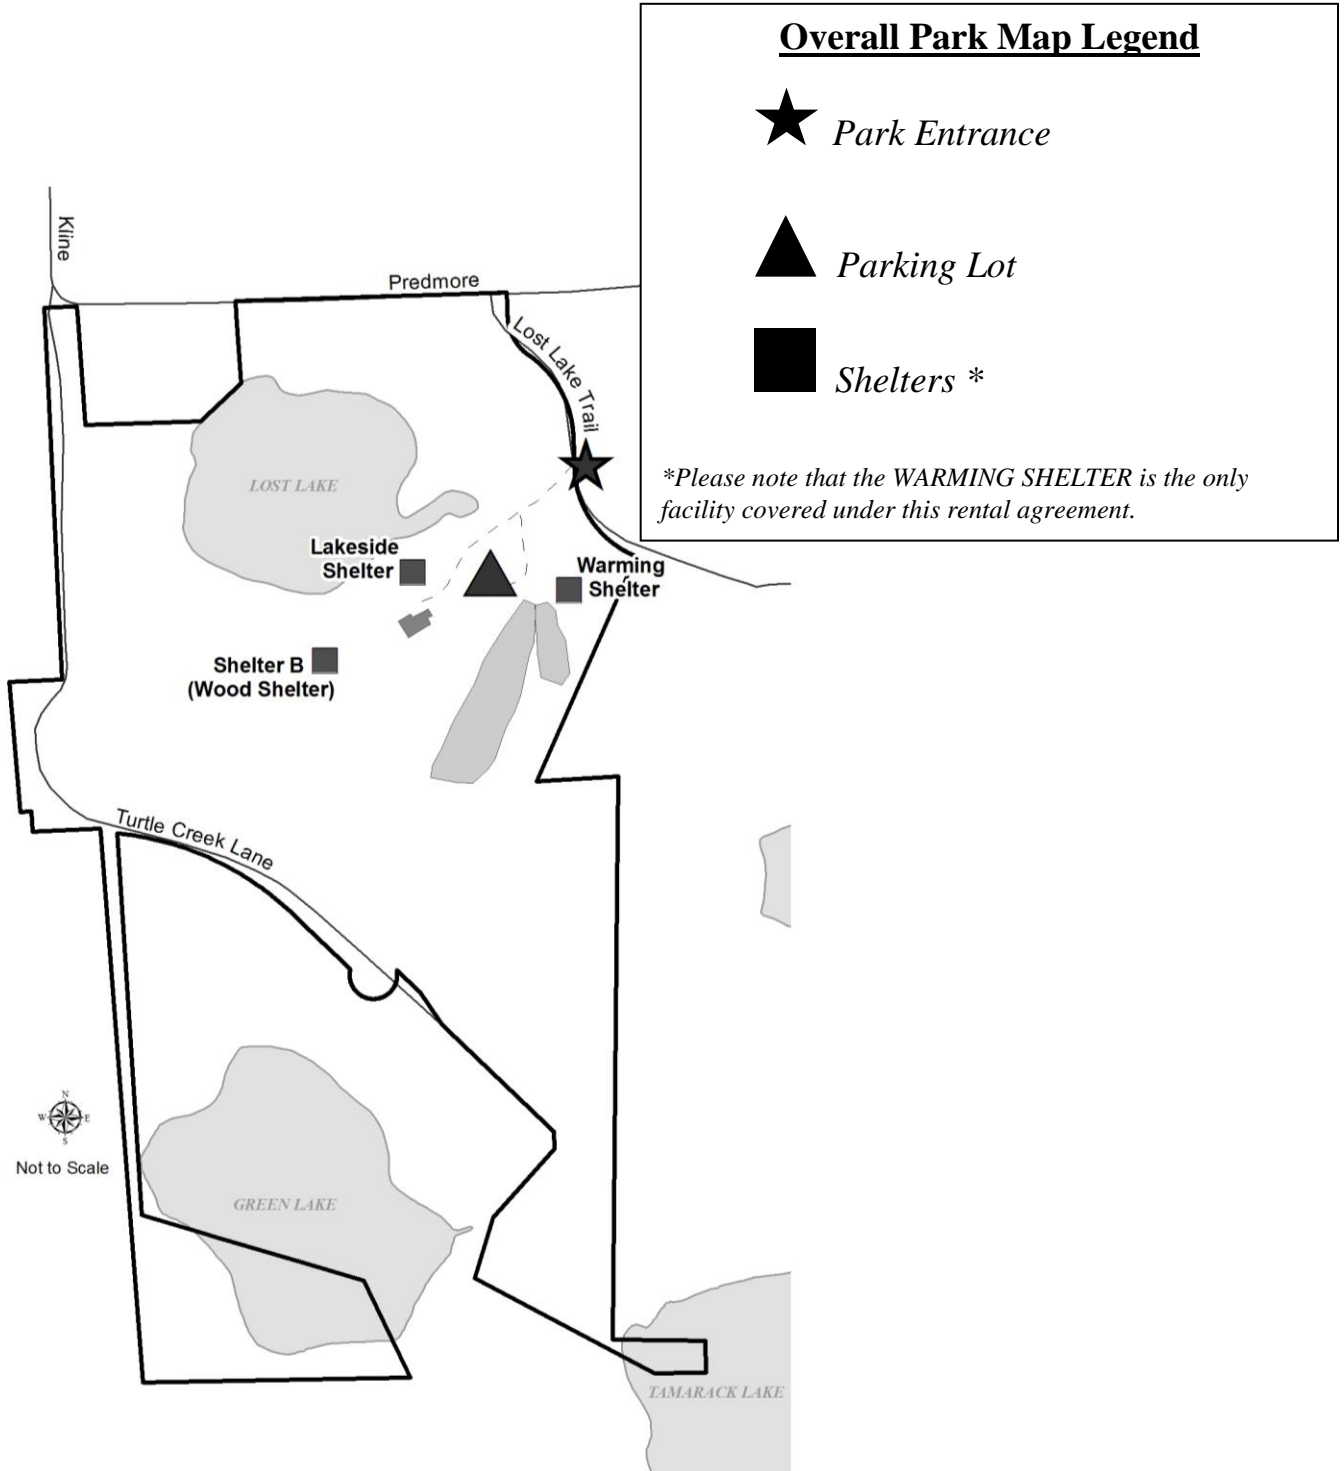 Overall Park Map Legend
Park Entrance
Parking Lot
Shelters *
*Please note that the WARMING SHELTER is the only
facility covered under this rental agreement.
Kline
Predmore
Lost Lake Trail
LOST LAKE
Lakeside
Shelter
Warming
Shelter
Shelter B
(Wood Shelter)
Turtle Creek Lane
N
W
E
S
Not to Scale
GREEN LAKE
TAMARACK LAKE